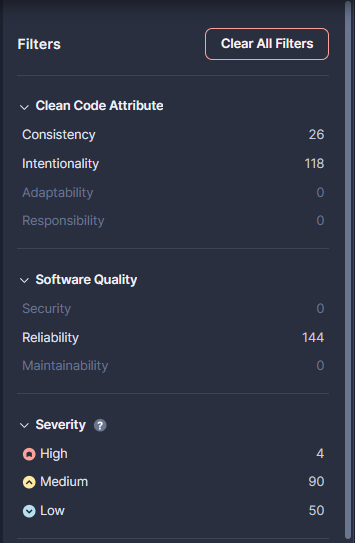 Filters
Clear All Filters
Clean Code Attribute
Consistency 26
Intentionality 118
Adaptability 0
Responsibility 0
Software Quality
Security 0
Reliability 144
Maintainability 0
Severity ?
High 4
Medium 90
Low 50